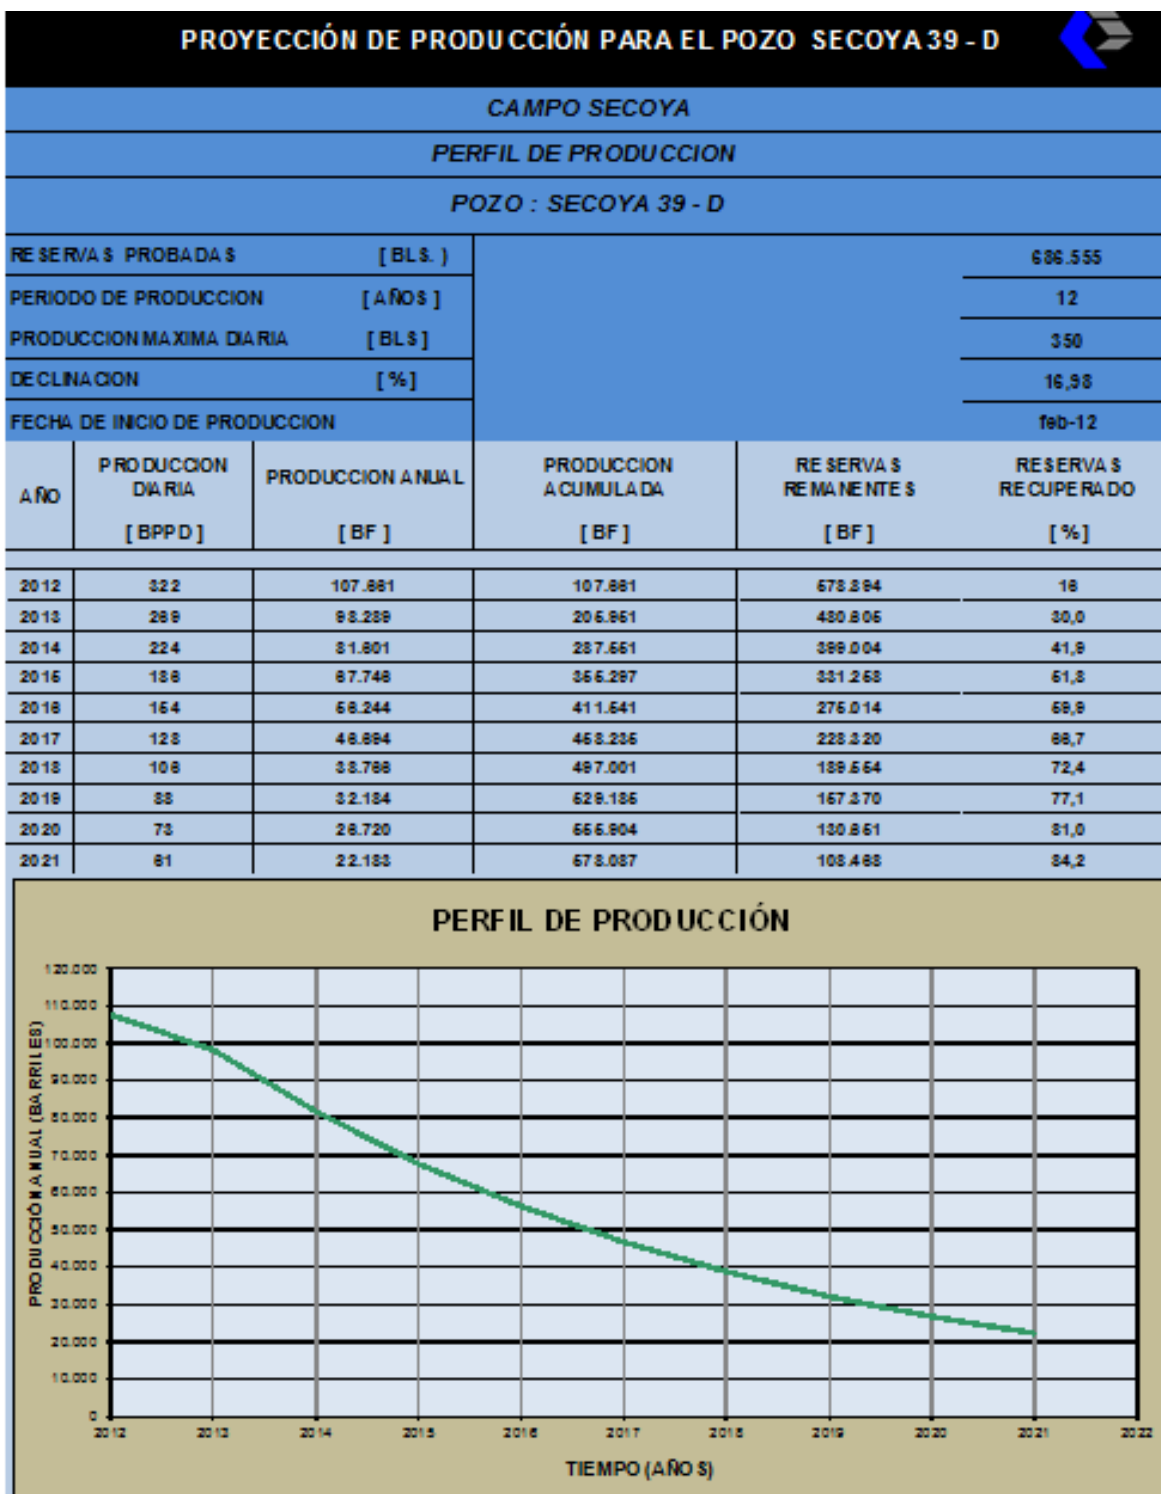 PROYECCIÓN DE PRODUCCIÓN PARA EL POZO SECOYA 39 - D
CAMPO SECOYA
PERFIL DE PRODUCCION
POZO : SECOYA 39 - D
RESERVAS PROBADAS [BLS. ) 686.555
PERIODO DE PRODUCCION [AÑOS] 12
PRODUCCION MAXIMA DIARIA [BLS] 350
DECLINACION [%] 16,98
FECHA DE INICIO DE PRODUCCION feb-12
AÑO PRODUCCION DIARIA PRODUCCION ANUAL PRODUCCION ACUMULADA RESERVAS REMANENTES RESERVAS RECUPERADO
[BPPD] [BF] [BF] [BF] [%]
2012 322 107.661 107.661 578.894 16
2013 269 98.289 205.951 480.605 30,0
2014 224 81.601 287.551 399.004 41,9
2015 186 67.746 355.297 331.258 51,8
2016 154 56.244 411.541 275.014 59,9
2017 128 46.694 458.235 228.320 66,7
2018 106 38.766 497.001 189.554 72,4
2019 88 32.184 529.185 157.370 77,1
2020 73 26.720 555.904 130.651 81,0
2021 61 22.183 578.087 108.468 84,2
PERFIL DE PRODUCCIÓN
PRODUCCIÓN ANUAL (BARRILES)
120.000
110.000
100.000
90.000
80.000
70.000
60.000
50.000
40.000
30.000
20.000
10.000
0
2012 2013 2014 2015 2016 2017 2018 2019 2020 2021 2022
TIEMPO (AÑOS)